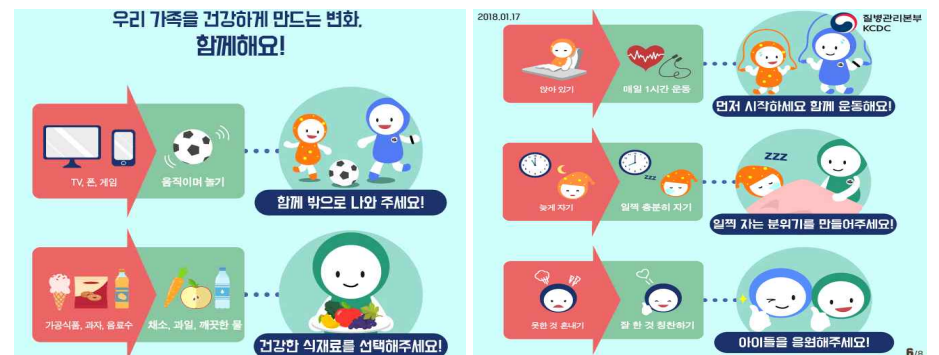 우리 가족을 건강하게 만드는 변화.
함께해요!
TV, 폰, 게임
움직이며 놀기
함께 밖으로 나와 주세요!
가공식품, 과자, 음료수
채소, 과일, 깨끗한 물
건강한 식재료를 선택해주세요!
2018.01.17
질병관리본부
KCDC
앉아 있기
매일 1시간 운동
먼저 시작하세요 함께 운동해요!
늦게 자기
zzz
일찍 충분히 자기
ZZZ
일찍 자는 분위기를 만들어주세요!
못한 것 혼내기
잘 한 것 칭찬하기
아이들을 응원해주세요!
6/8